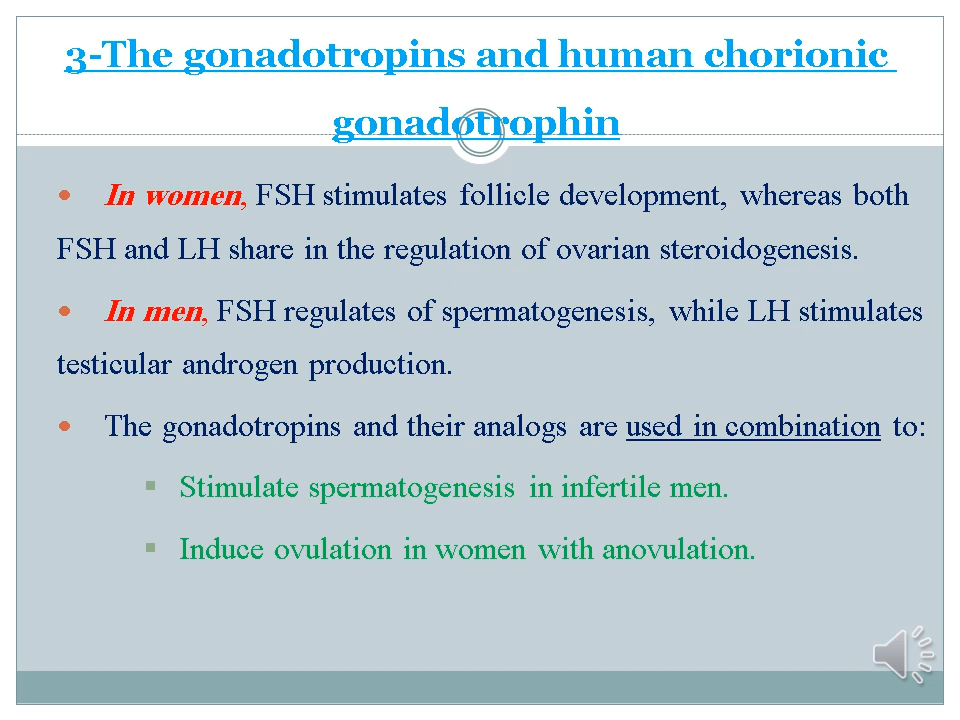 3-The gonadotropins and human chorionic
gonadotrophin
• In women, FSH stimulates follicle development, whereas both
FSH and LH share in the regulation of ovarian steroidogenesis.
• In men, FSH regulates of spermatogenesis, while LH stimulates
testicular androgen production.
• The gonadotropins and their analogs are used in combination to:
▪ Stimulate spermatogenesis in infertile men.
▪ Induce ovulation in women with anovulation.